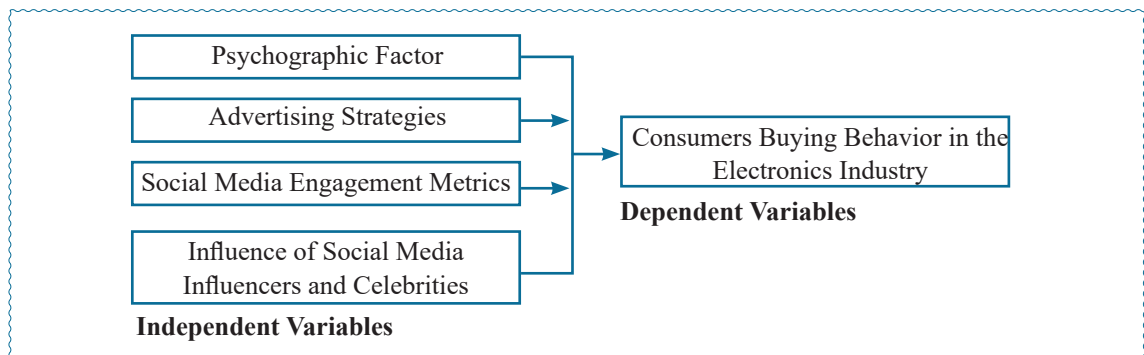 Psychographic Factor
Advertising Strategies
Social Media Engagement Metrics
Influence of Social Media
Influencers and Celebrities
Independent Variables
Consumers Buying Behavior in the
Electronics Industry
Dependent Variables